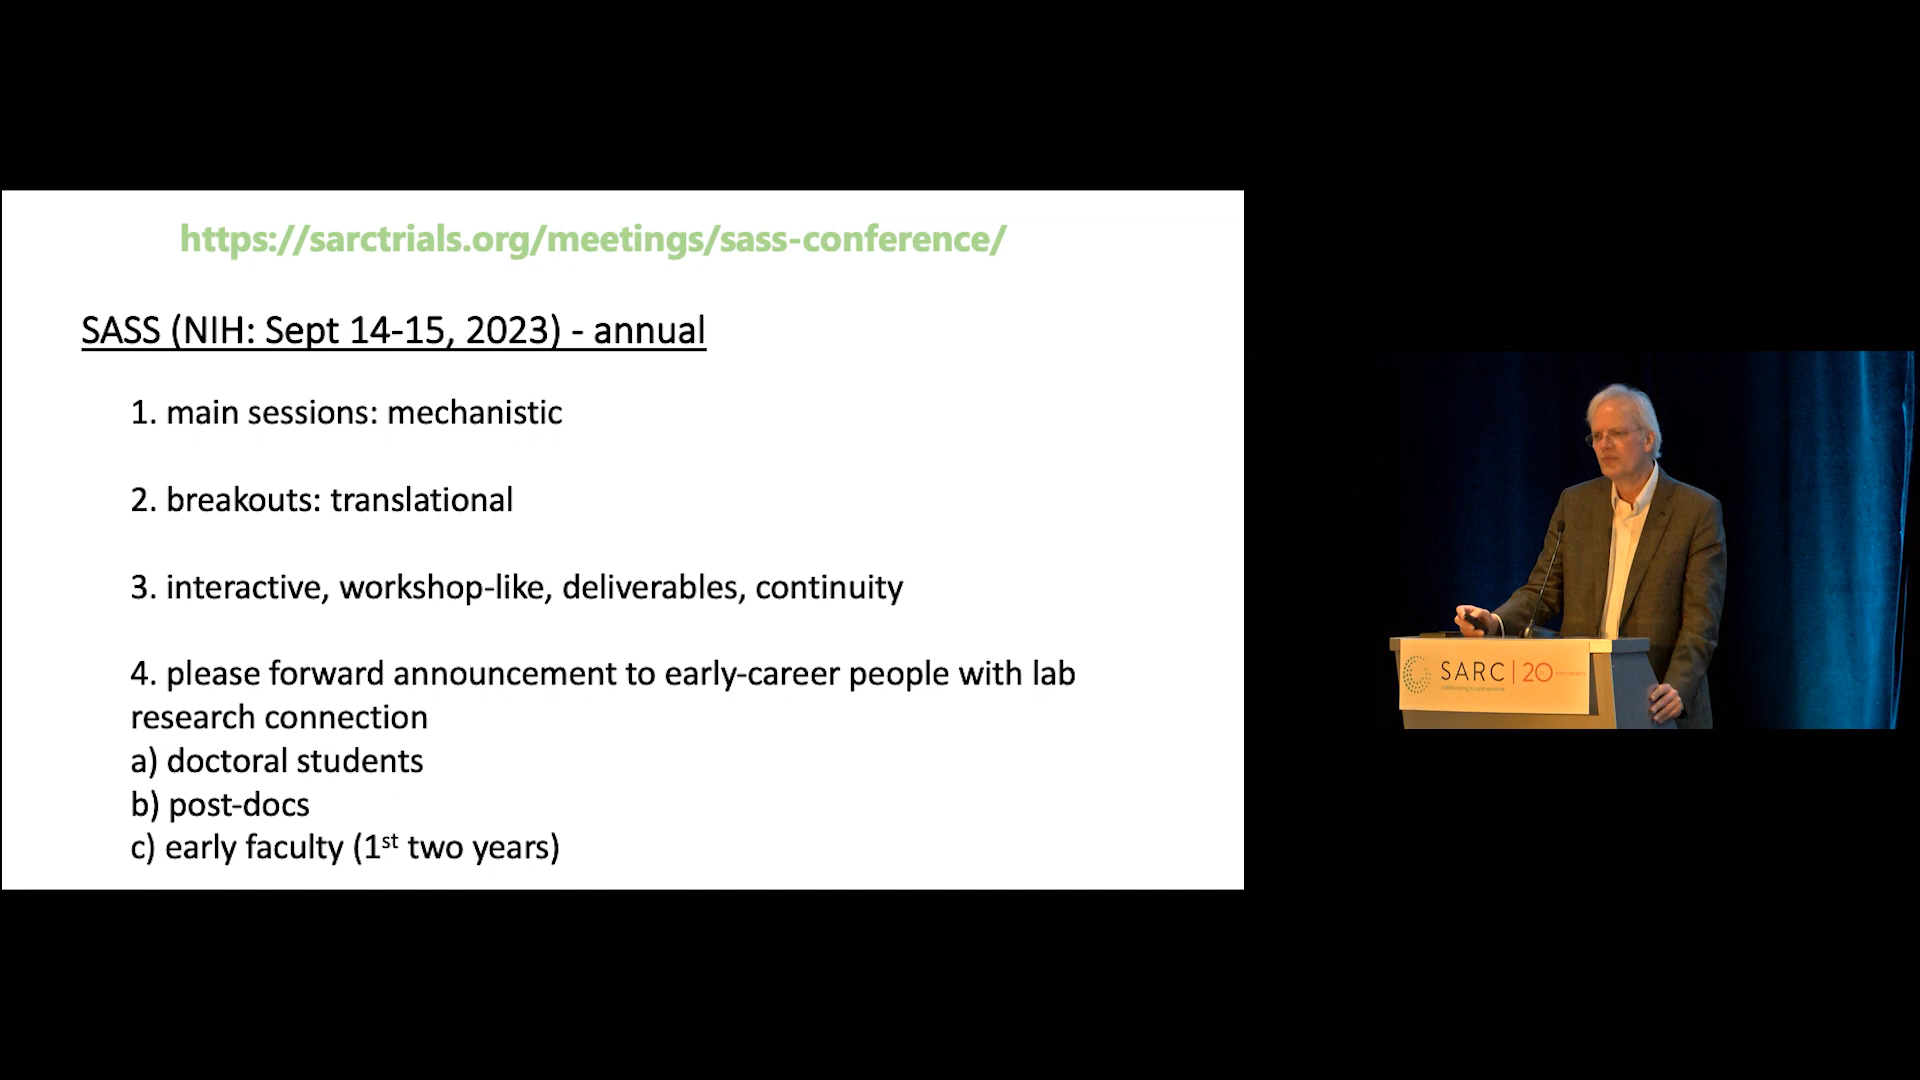 https://sarctrials.org/meetings/sass-conference/
SASS (NIH: Sept 14-15, 2023) - annual
1. main sessions: mechanistic
2. breakouts: translational
3. interactive, workshop-like, deliverables, continuity
4. please forward announcement to early-career people with lab
research connection
a) doctoral students
b) post-docs
c) early faculty (1st two years)
SARC | 20